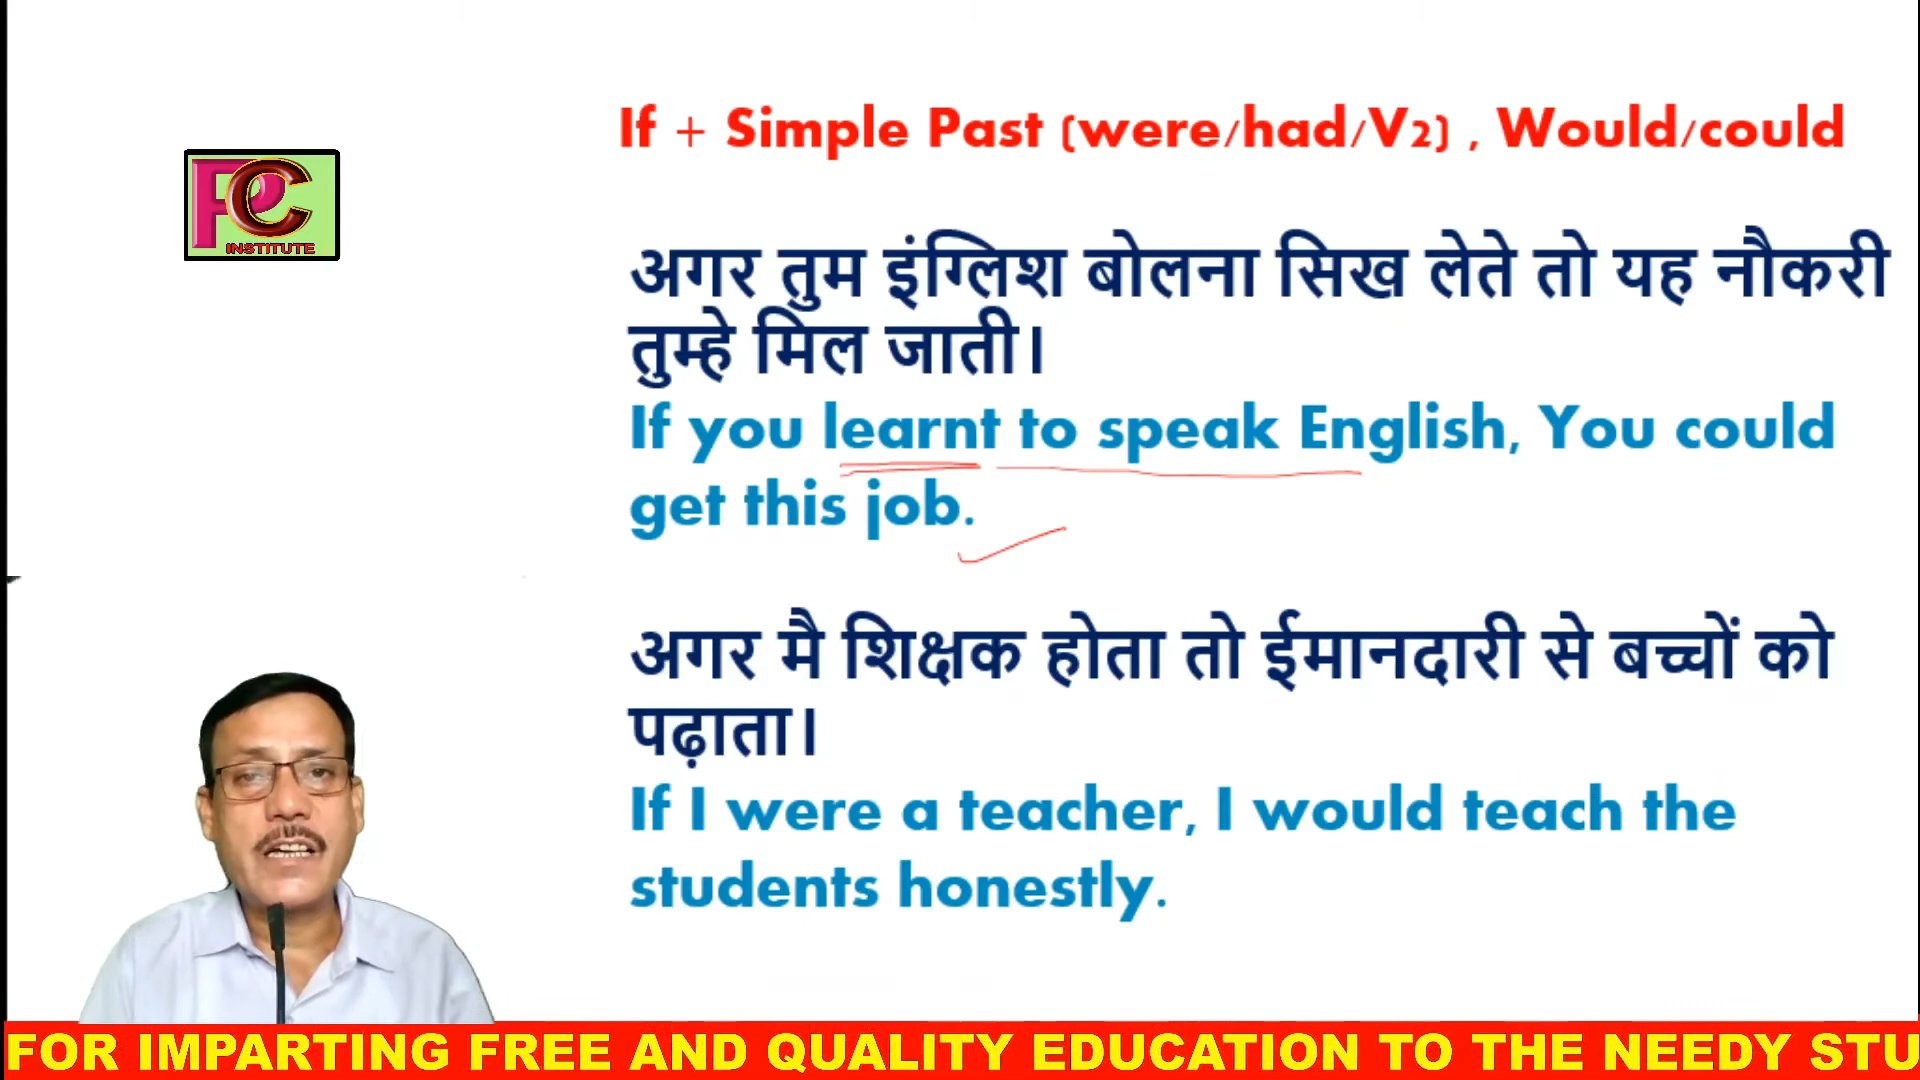 If + Simple Past (were/had/V2) , Would/could
PC
INSTITUTE
अगर तुम इंग्लिश बोलना सिख लेते तो यह नौकरी
तुम्हे मिल जाती।
If you learnt to speak English, You could
get this job.
अगर मै शिक्षक होता तो ईमानदारी से बच्चों को
पढ़ाता।
If I were a teacher, I would teach the
students honestly.
FOR IMPARTING FREE AND QUALITY EDUCATION TO THE NEEDY STU